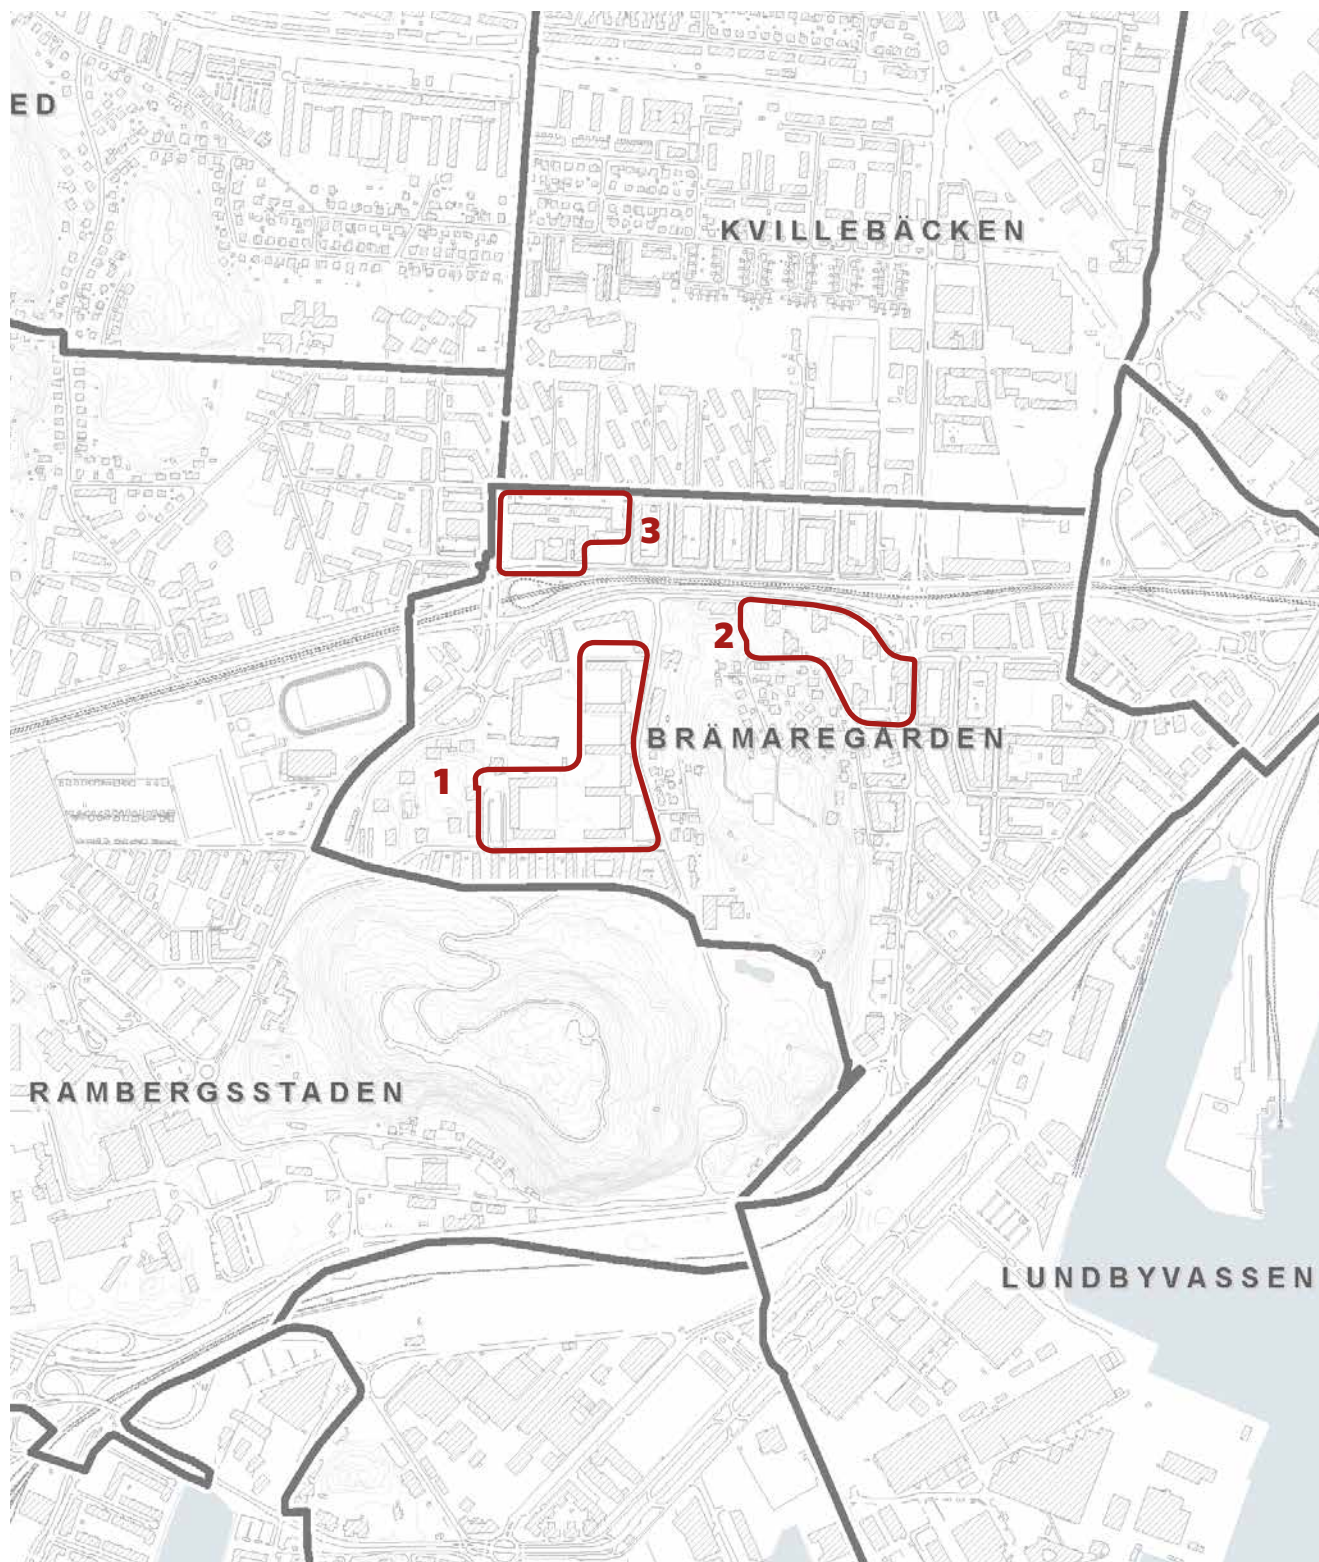 ED
KVILLEBÄCKEN
3
2
BRÄMAREGÅRDEN
1
RAMBERGSSTADEN
LUNDBYVASSEN